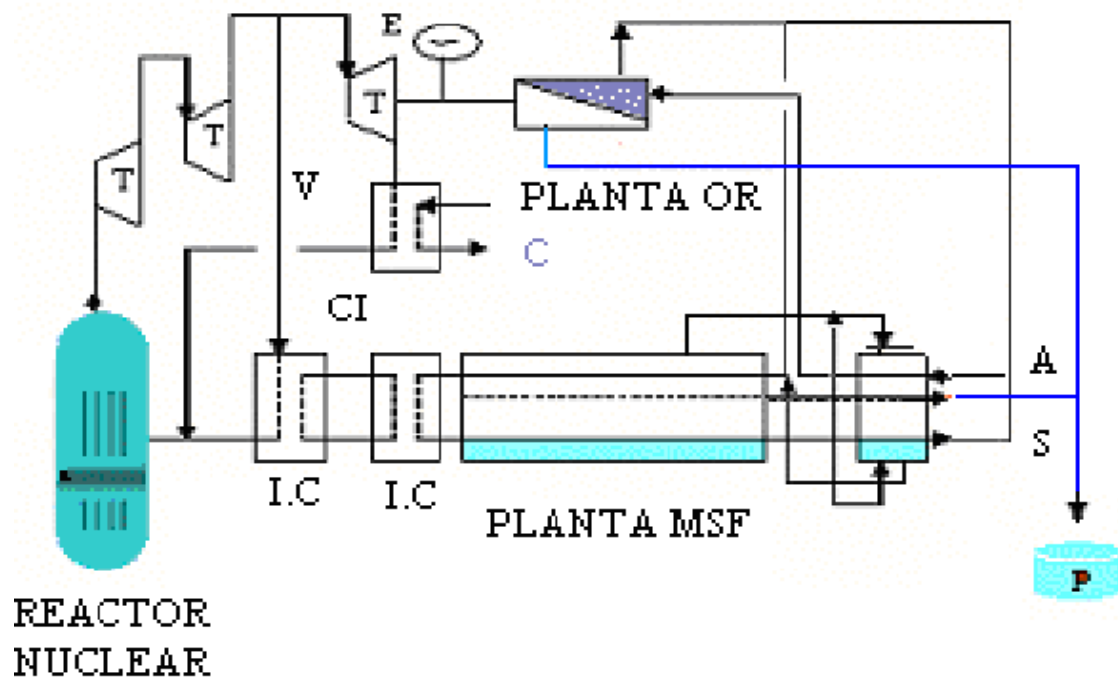 E
T
T
T
V
PLANTA OR
C
CI
A
S
I.C
I.C
PLANTA MSF
P
REACTOR
NUCLEAR